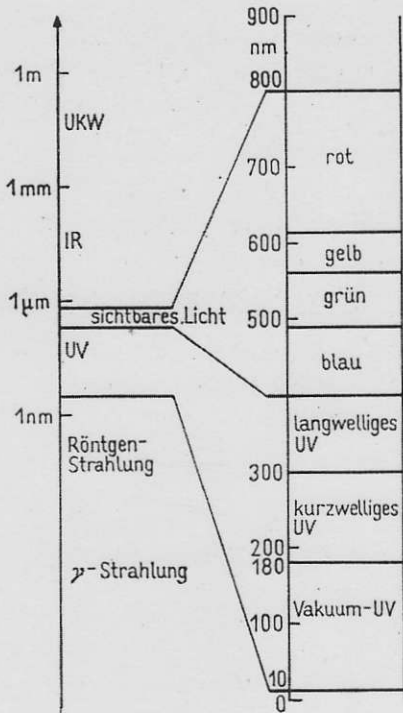 1m
UKW
1mm
IR
1µm
sichtbares Licht
UV
1nm
Röntgen-
Strahlung
γ-Strahlung
900
nm
800
rot
700
600
gelb
grün
500
blau
langwelliges
UV
300
kurzwelliges
UV
200
180
Vakuum-UV
100
10
0